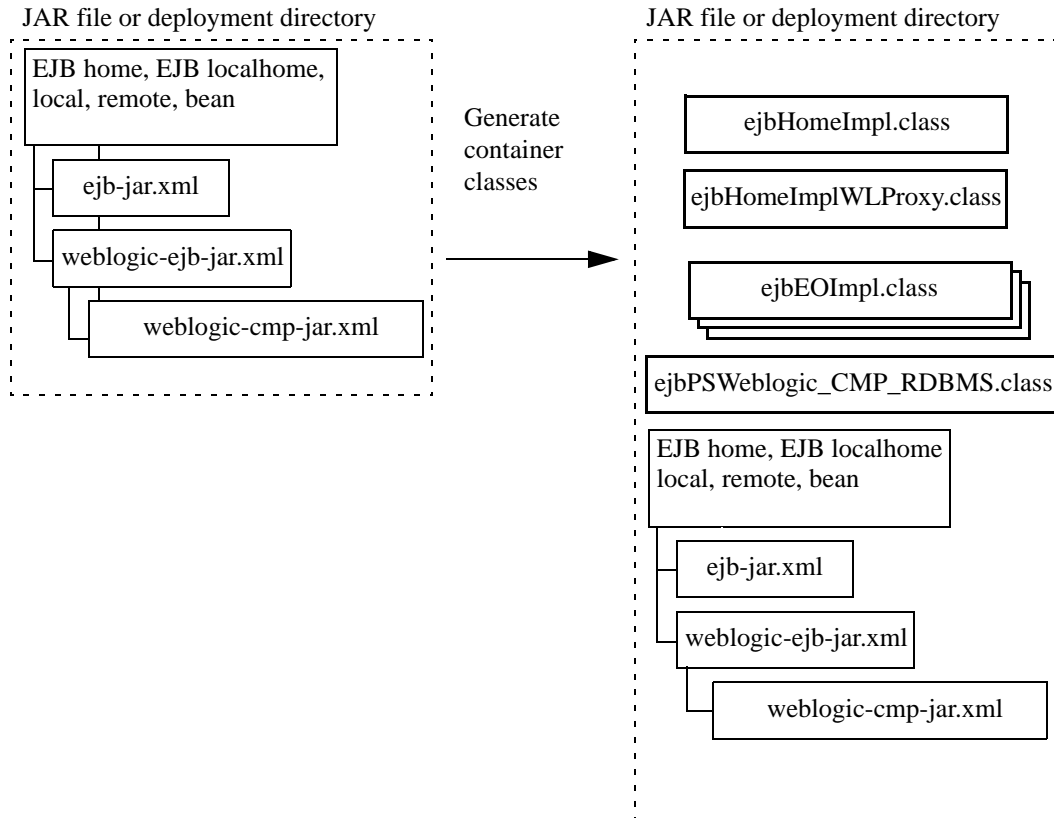 JAR file or deployment directory
EJB home, EJB localhome,
local, remote, bean
ejb-jar.xml
weblogic-ejb-jar.xml
weblogic-cmp-jar.xml
Generate
container
classes
JAR file or deployment directory
ejbHomeImpl.class
ejbHomeImplWLProxy.class
ejbEOImpl.class
ejbPSWeblogic_CMP_RDBMS.class
EJB home, EJB localhome
local, remote, bean
ejb-jar.xml
weblogic-ejb-jar.xml
weblogic-cmp-jar.xml